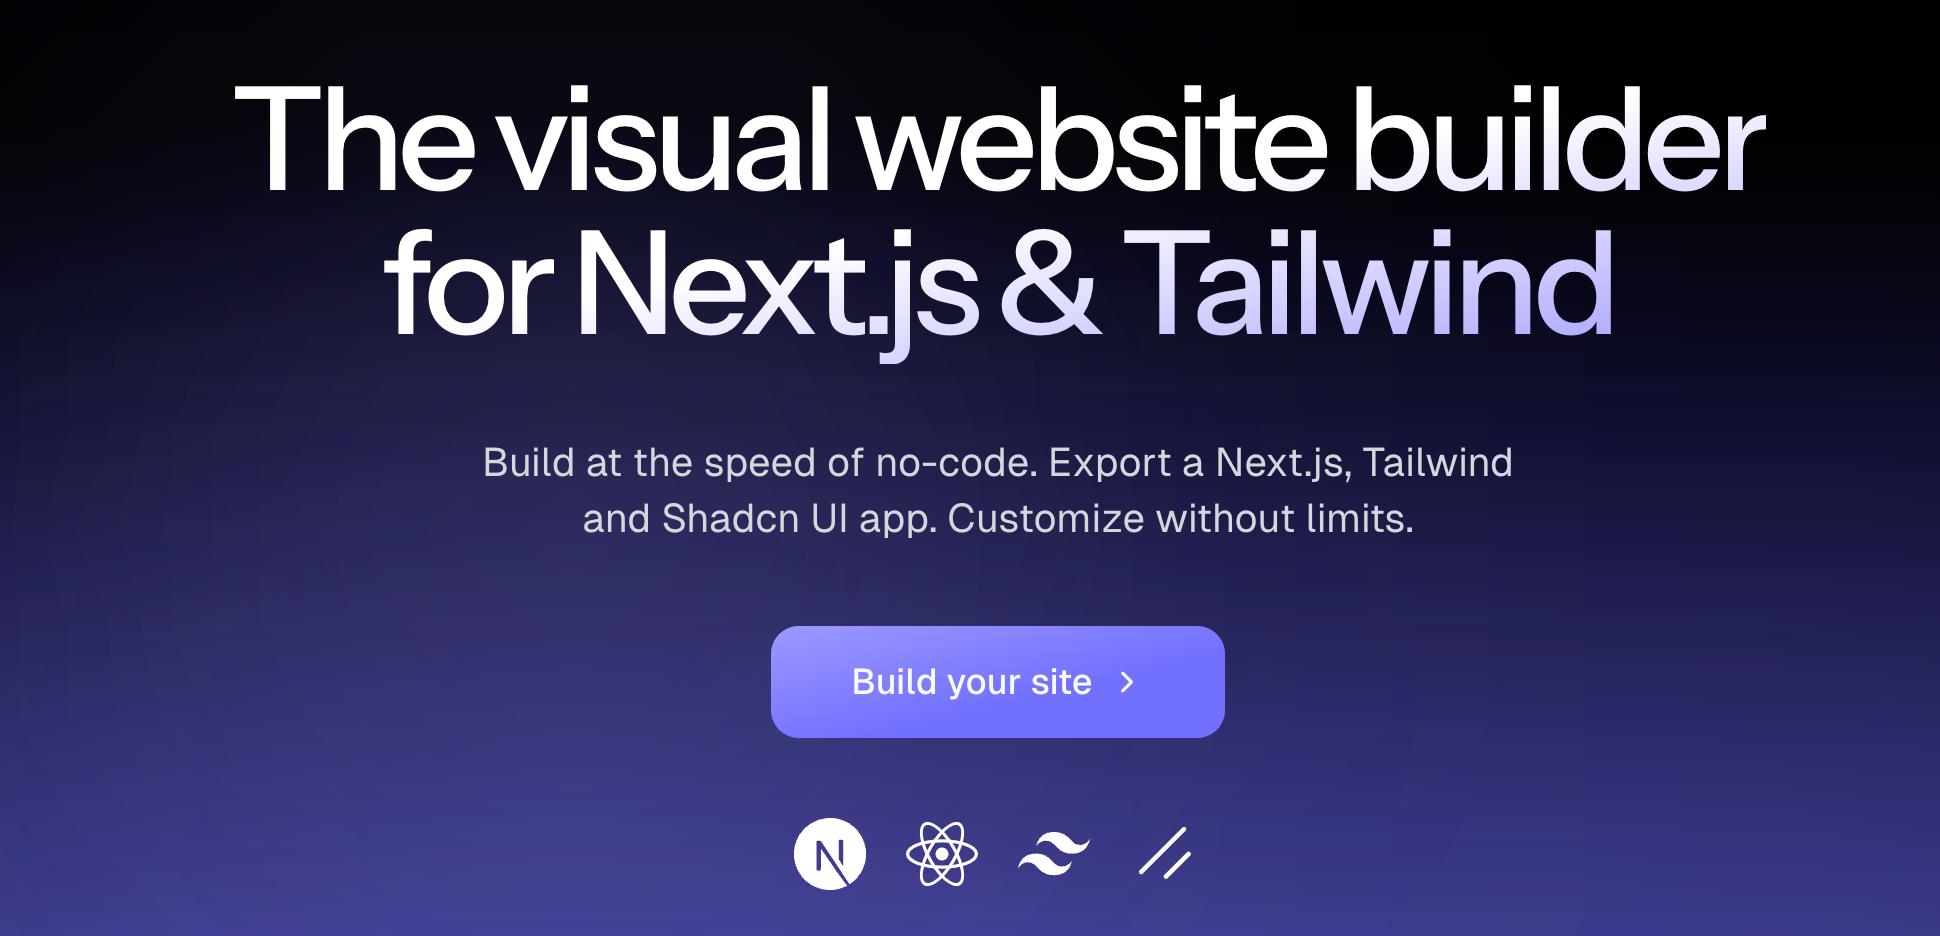 The visual website builder
for Next.js & Tailwind
Build at the speed of no-code. Export a Next.js, Tailwind
and Shadcn UI app. Customize without limits.
Build your site
N